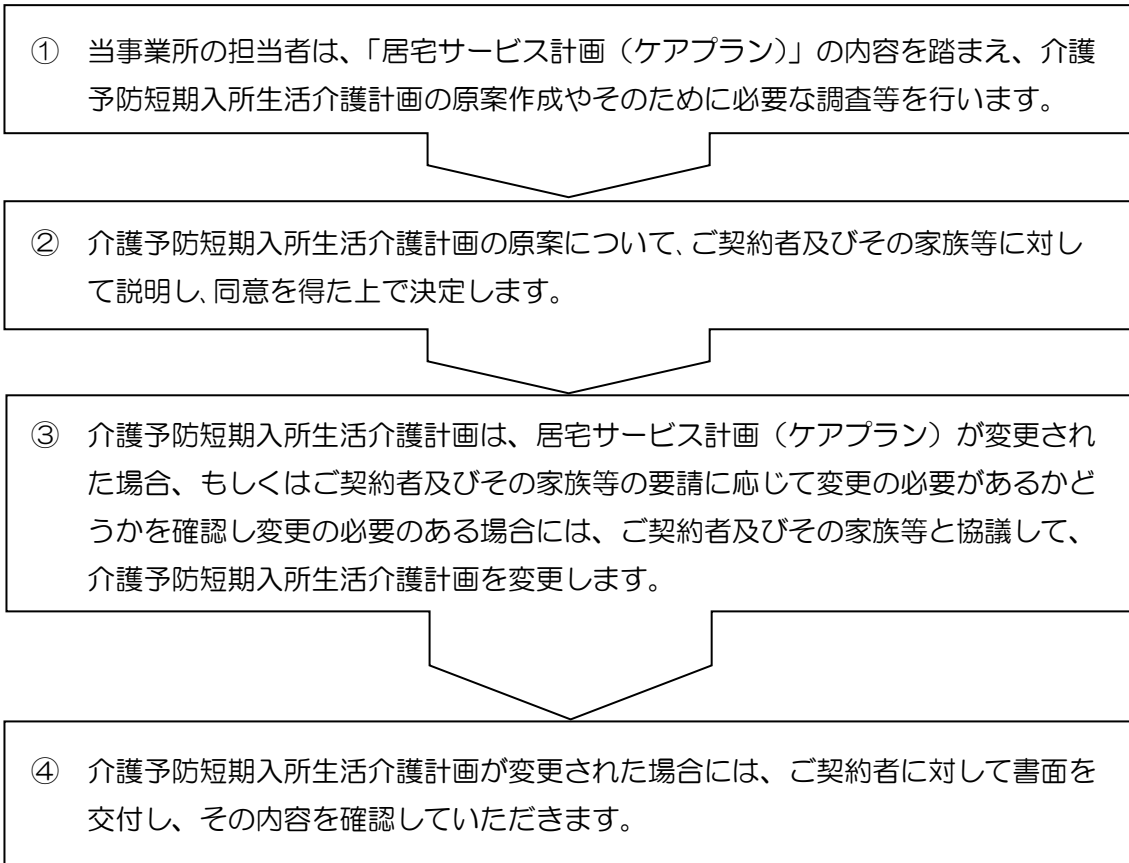 ① 当事業所の担当者は、「居宅サービス計画（ケアプラン）」の内容を踏まえ、介護
予防短期入所生活介護計画の原案作成やそのために必要な調査等を行います。
② 介護予防短期入所生活介護計画の原案について、ご契約者及びその家族等に対し
て説明し、同意を得た上で決定します。
③ 介護予防短期入所生活介護計画は、居宅サービス計画（ケアプラン）が変更され
た場合、もしくはご契約者及びその家族等の要請に応じて変更の必要があるかど
うかを確認し変更の必要のある場合には、ご契約者及びその家族等と協議して、
介護予防短期入所生活介護計画を変更します。
④ 介護予防短期入所生活介護計画が変更された場合には、ご契約者に対して書面を
交付し、その内容を確認していただきます。